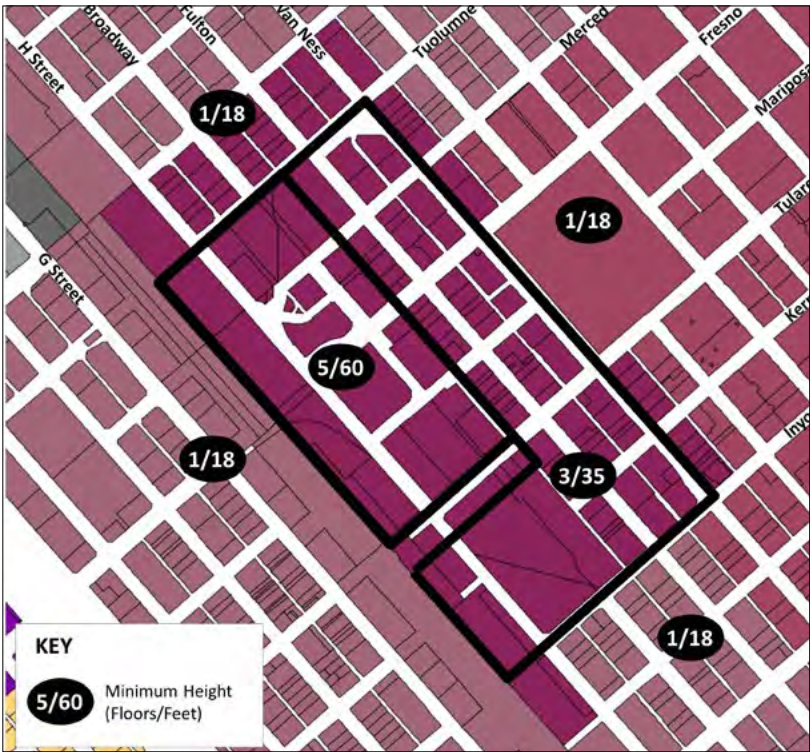 Broadway
Fulton
Van Ness
Tuolumne
Merced
Fresno
Mariposa
H Street
1/18
1/18
Tulare
G Street
Kern
5/60
Inyo
1/18
3/35
1/18
KEY
5/60
Minimum Height
(Floors/Feet)